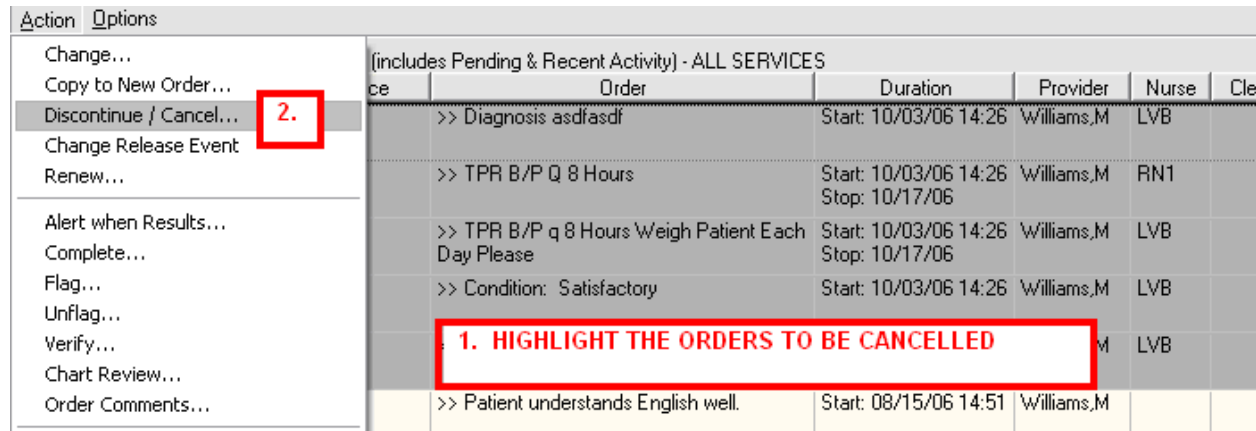 Action Options
Change...
Copy to New Order...
Discontinue / Cancel... 2.
Change Release Event
Renew...
Alert when Results...
Complete...
Flag...
Unflag...
Verify...
Chart Review...
Order Comments...
(includes Pending & Recent Activity) - ALL SERVICES
ce Order Duration Provider Nurse Cle
>> Diagnosis asdfasdf Start: 10/03/06 14:26 Williams,M LVB
>> TPR B/P Q 8 Hours Start: 10/03/06 14:26 Williams,M RN1
Stop: 10/17/06
>> TPR B/P q 8 Hours Weigh Patient Each Start: 10/03/06 14:26 Williams,M LVB
Day Please Stop: 10/17/06
>> Condition: Satisfactory Start: 10/03/06 14:26 Williams,M LVB
1. HIGHLIGHT THE ORDERS TO BE CANCELLED M LVB
>> Patient understands English well. Start: 08/15/06 14:51 Williams,M